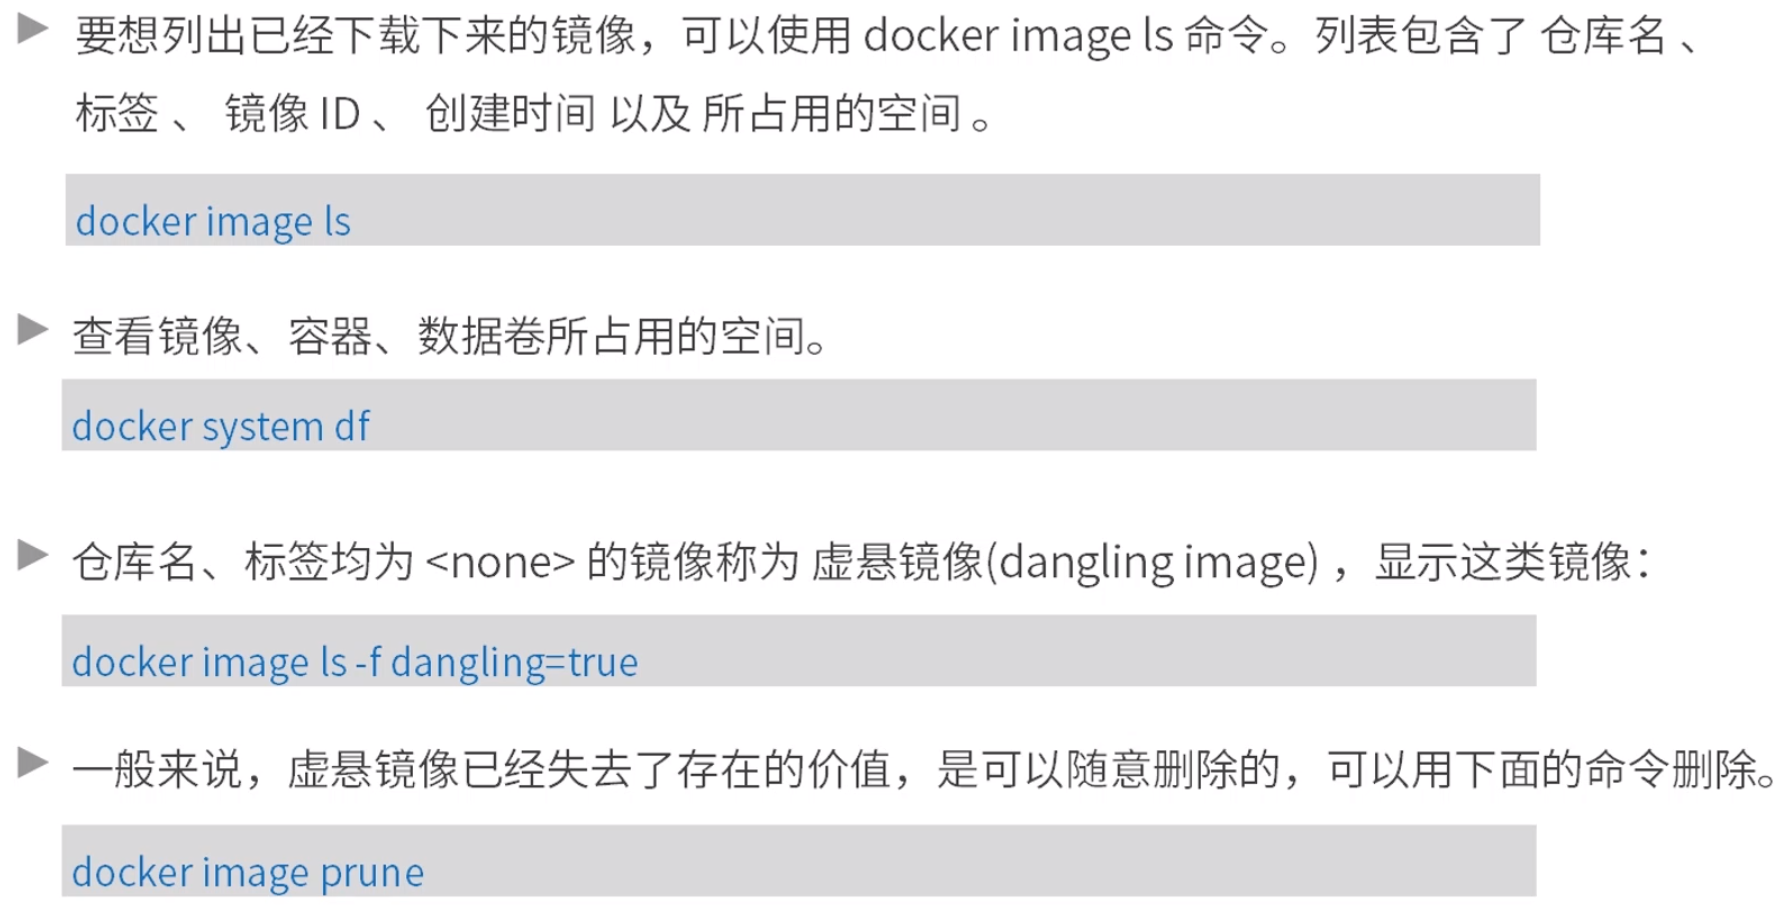 要想列出已经下载下来的镜像，可以使用 docker image ls 命令。列表包含了 仓库名 、
标签 、 镜像 ID 、 创建时间 以及 所占用的空间 。
docker image ls
查看镜像、容器、数据卷所占用的空间。
docker system df
仓库名、标签均为 <none> 的镜像称为 虚悬镜像(dangling image) ，显示这类镜像：
docker image ls -f dangling=true
一般来说，虚悬镜像已经失去了存在的价值，是可以随意删除的，可以用下面的命令删除。
docker image prune